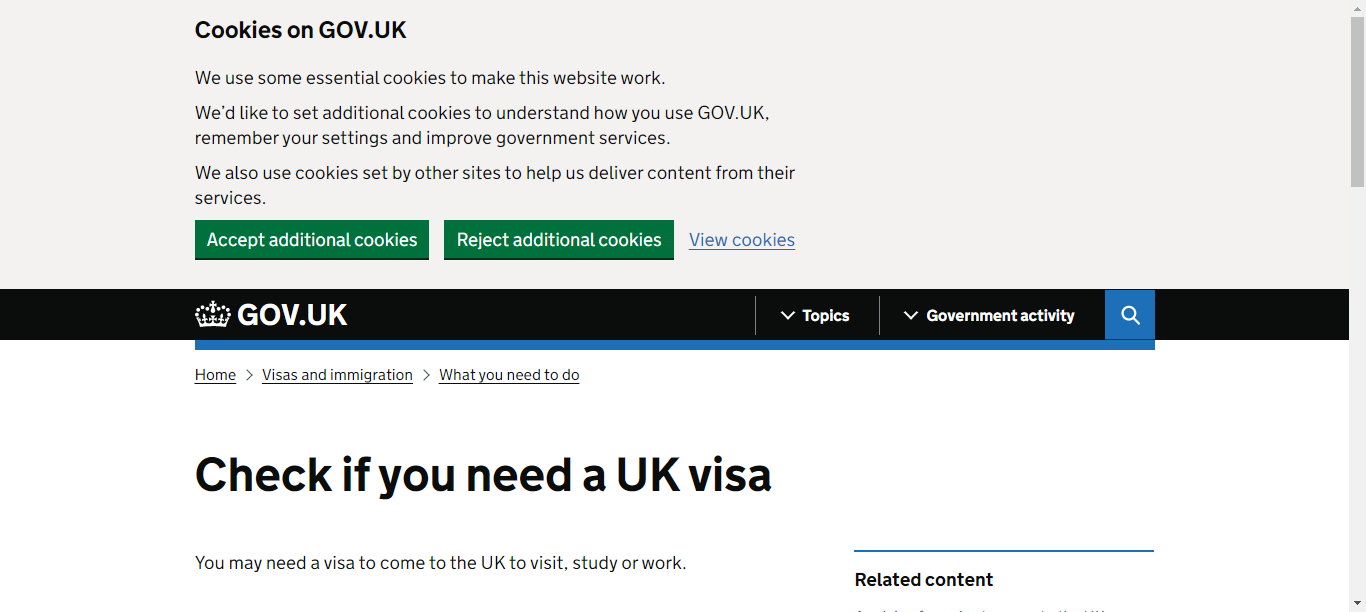 Cookies on GOV.UK
We use some essential cookies to make this website work.
We'd like to set additional cookies to understand how you use GOV.UK,
remember your settings and improve government services.
We also use cookies set by other sites to help us deliver content from their
services.
Accept additional cookies Reject additional cookies View cookies
GOV.UK Topics Government activity
Home Visas and immigration What you need to do
Check if you need a UK visa
You may need a visa to come to the UK to visit, study or work.
Related content